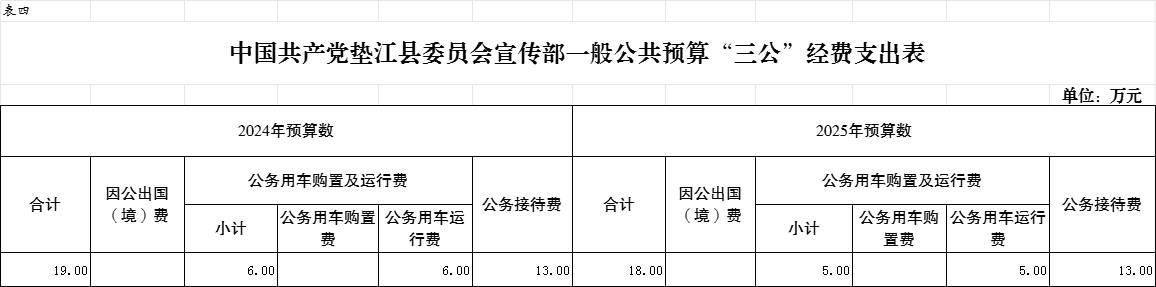 表四
中国共产党垫江县委员会宣传部一般公共预算“三公”经费支出表
单位：万元
2024年预算数 2025年预算数
合计 因公出国（境）费 公务用车购置及运行费 公务接待费 合计 因公出国（境）费 公务用车购置及运行费 公务接待费
小计 公务用车购置费 公务用车运行费 小计 公务用车购置费 公务用车运行费
19.00 6.00 6.00 13.00 18.00 5.00 5.00 13.00